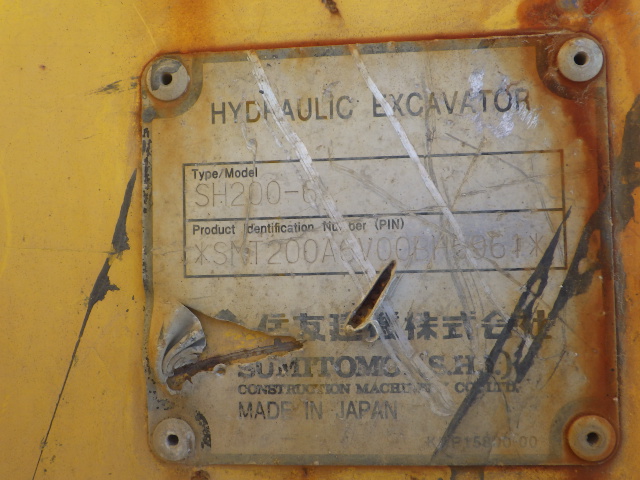 HYDRAULIC EXCAVATOR
Type/Model
SH200-6
Product Identification Number (PIN)
住友建機株式会社
SUMITOMO (S.H.I.)
CONSTRUCTION MACHINERY CO., LTD.
MADE IN JAPAN